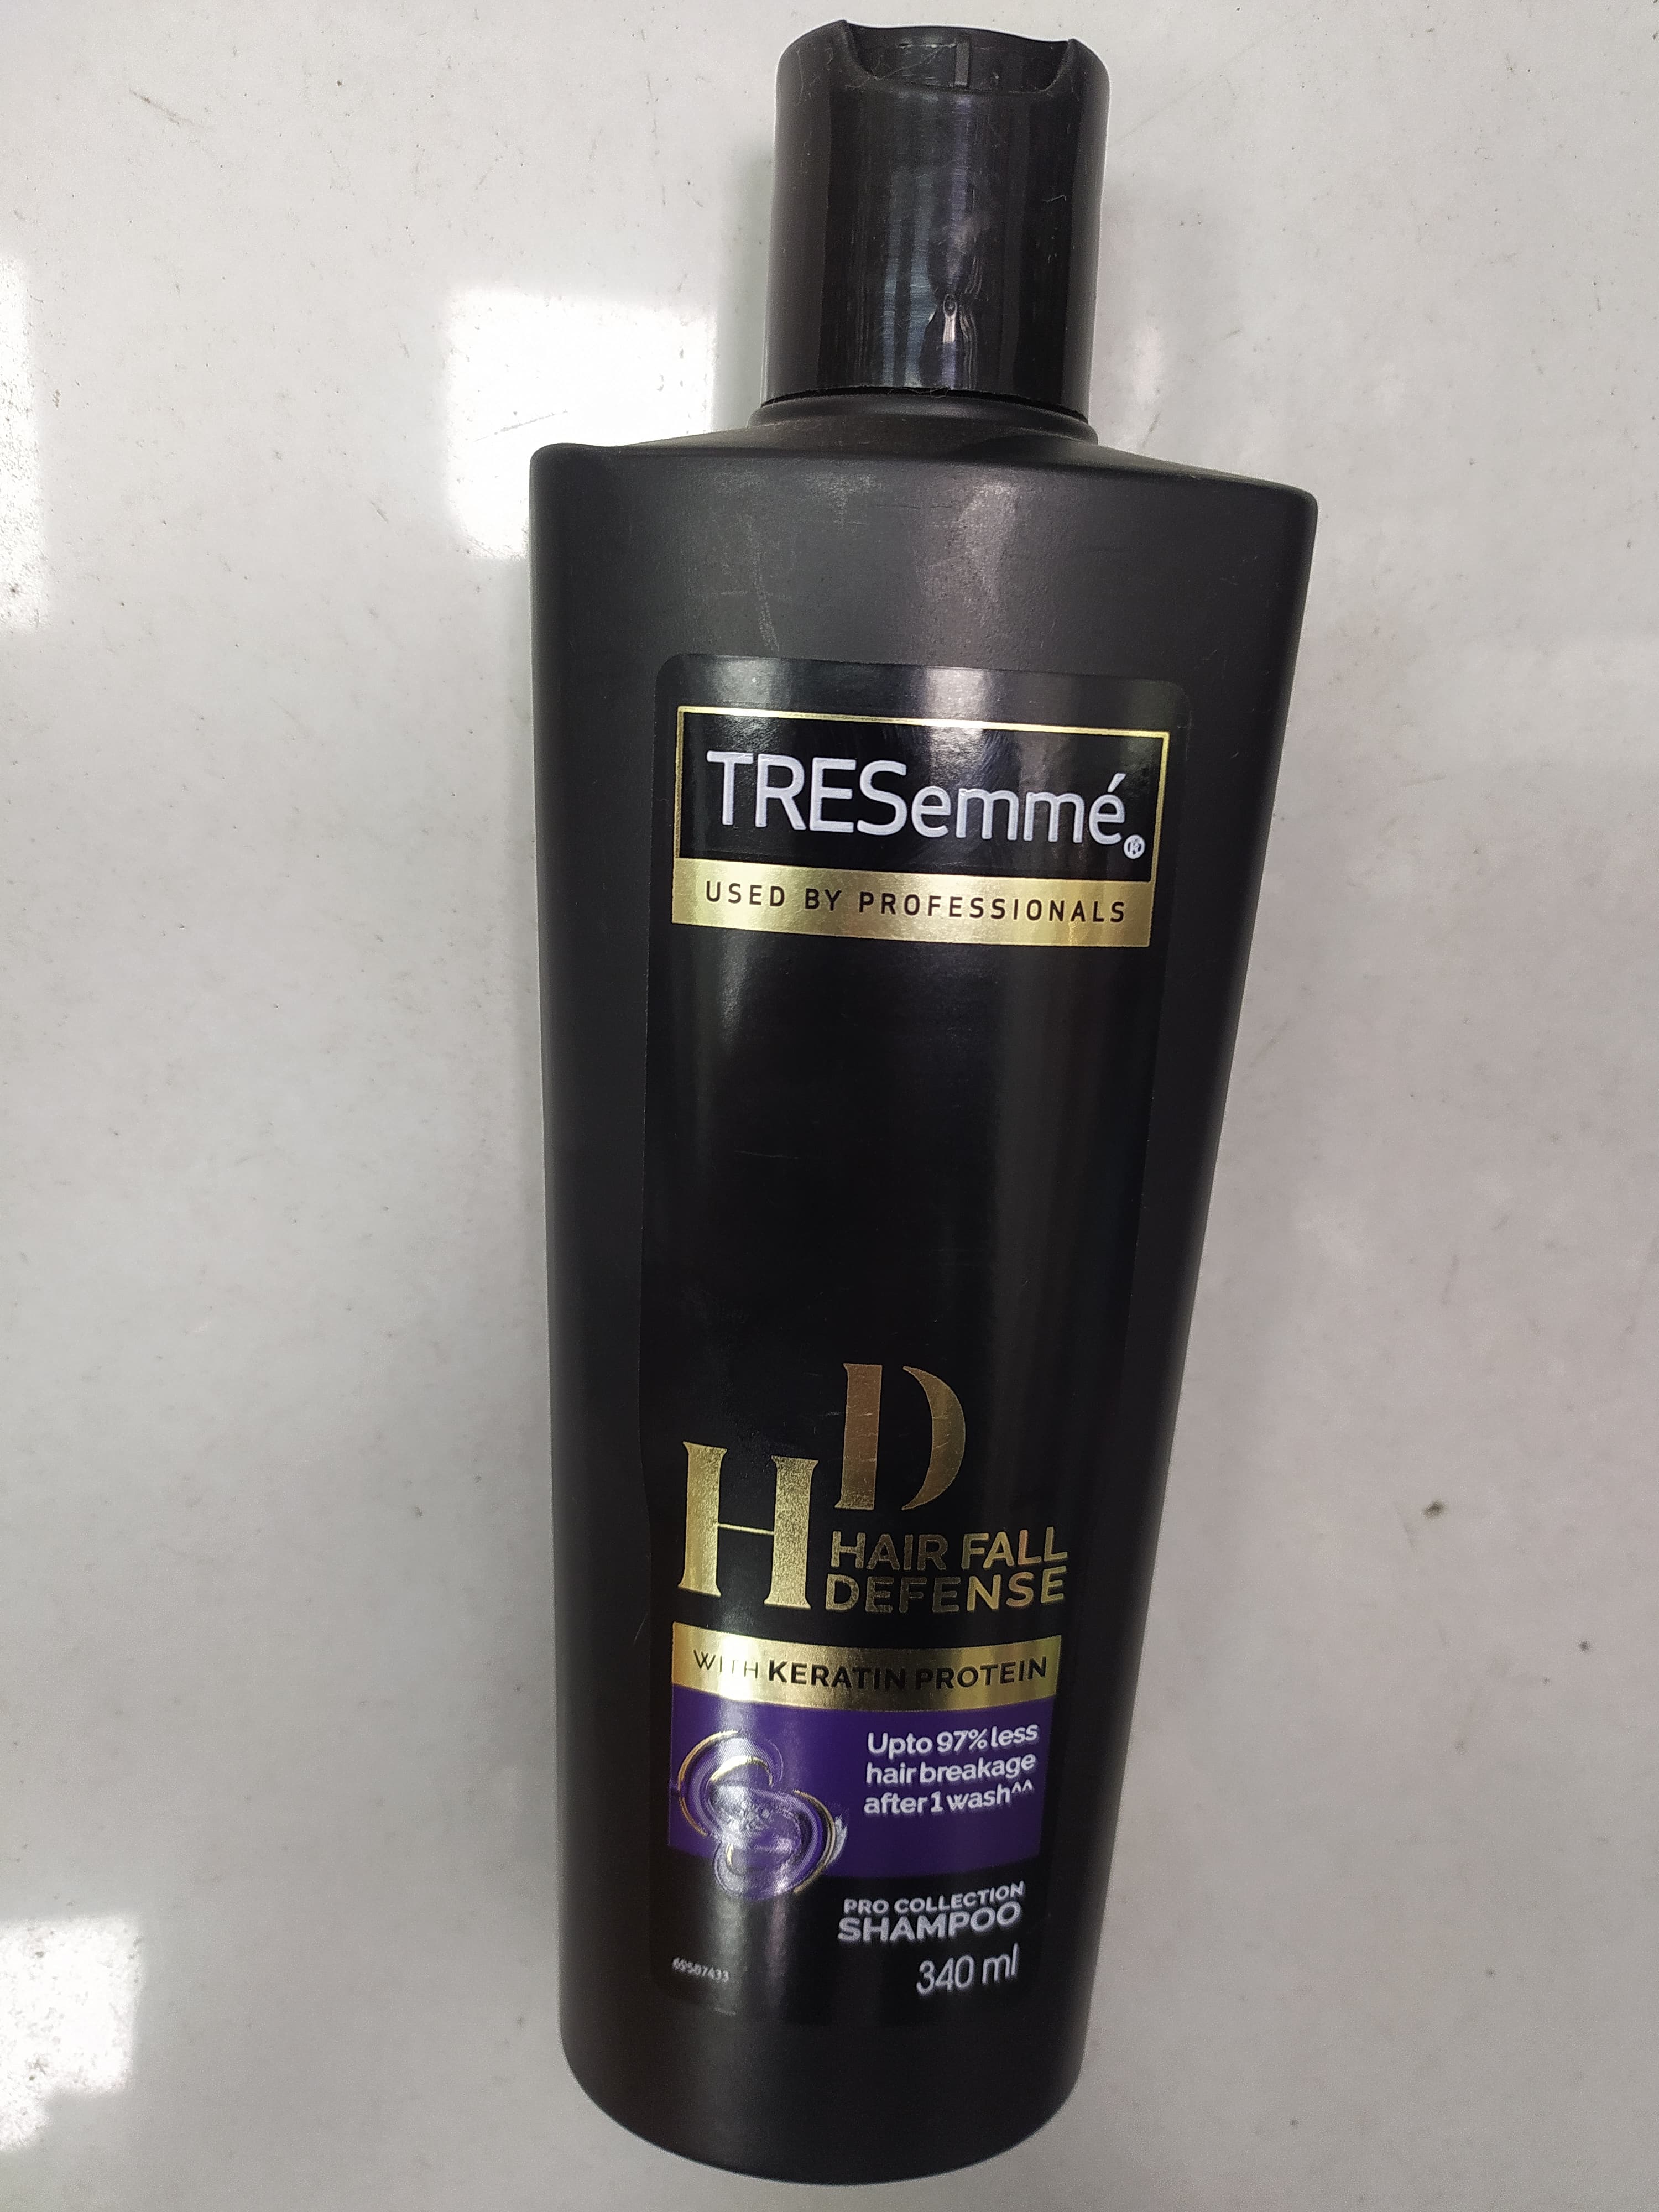 TRESemmé®
USED BY PROFESSIONALS
HD
HAIR FALL
DEFENSE
WITH KERATIN PROTEIN
Upto 97% less
hair breakage
after 1 wash^^
PRO COLLECTION
SHAMPOO
340 ml
69587433